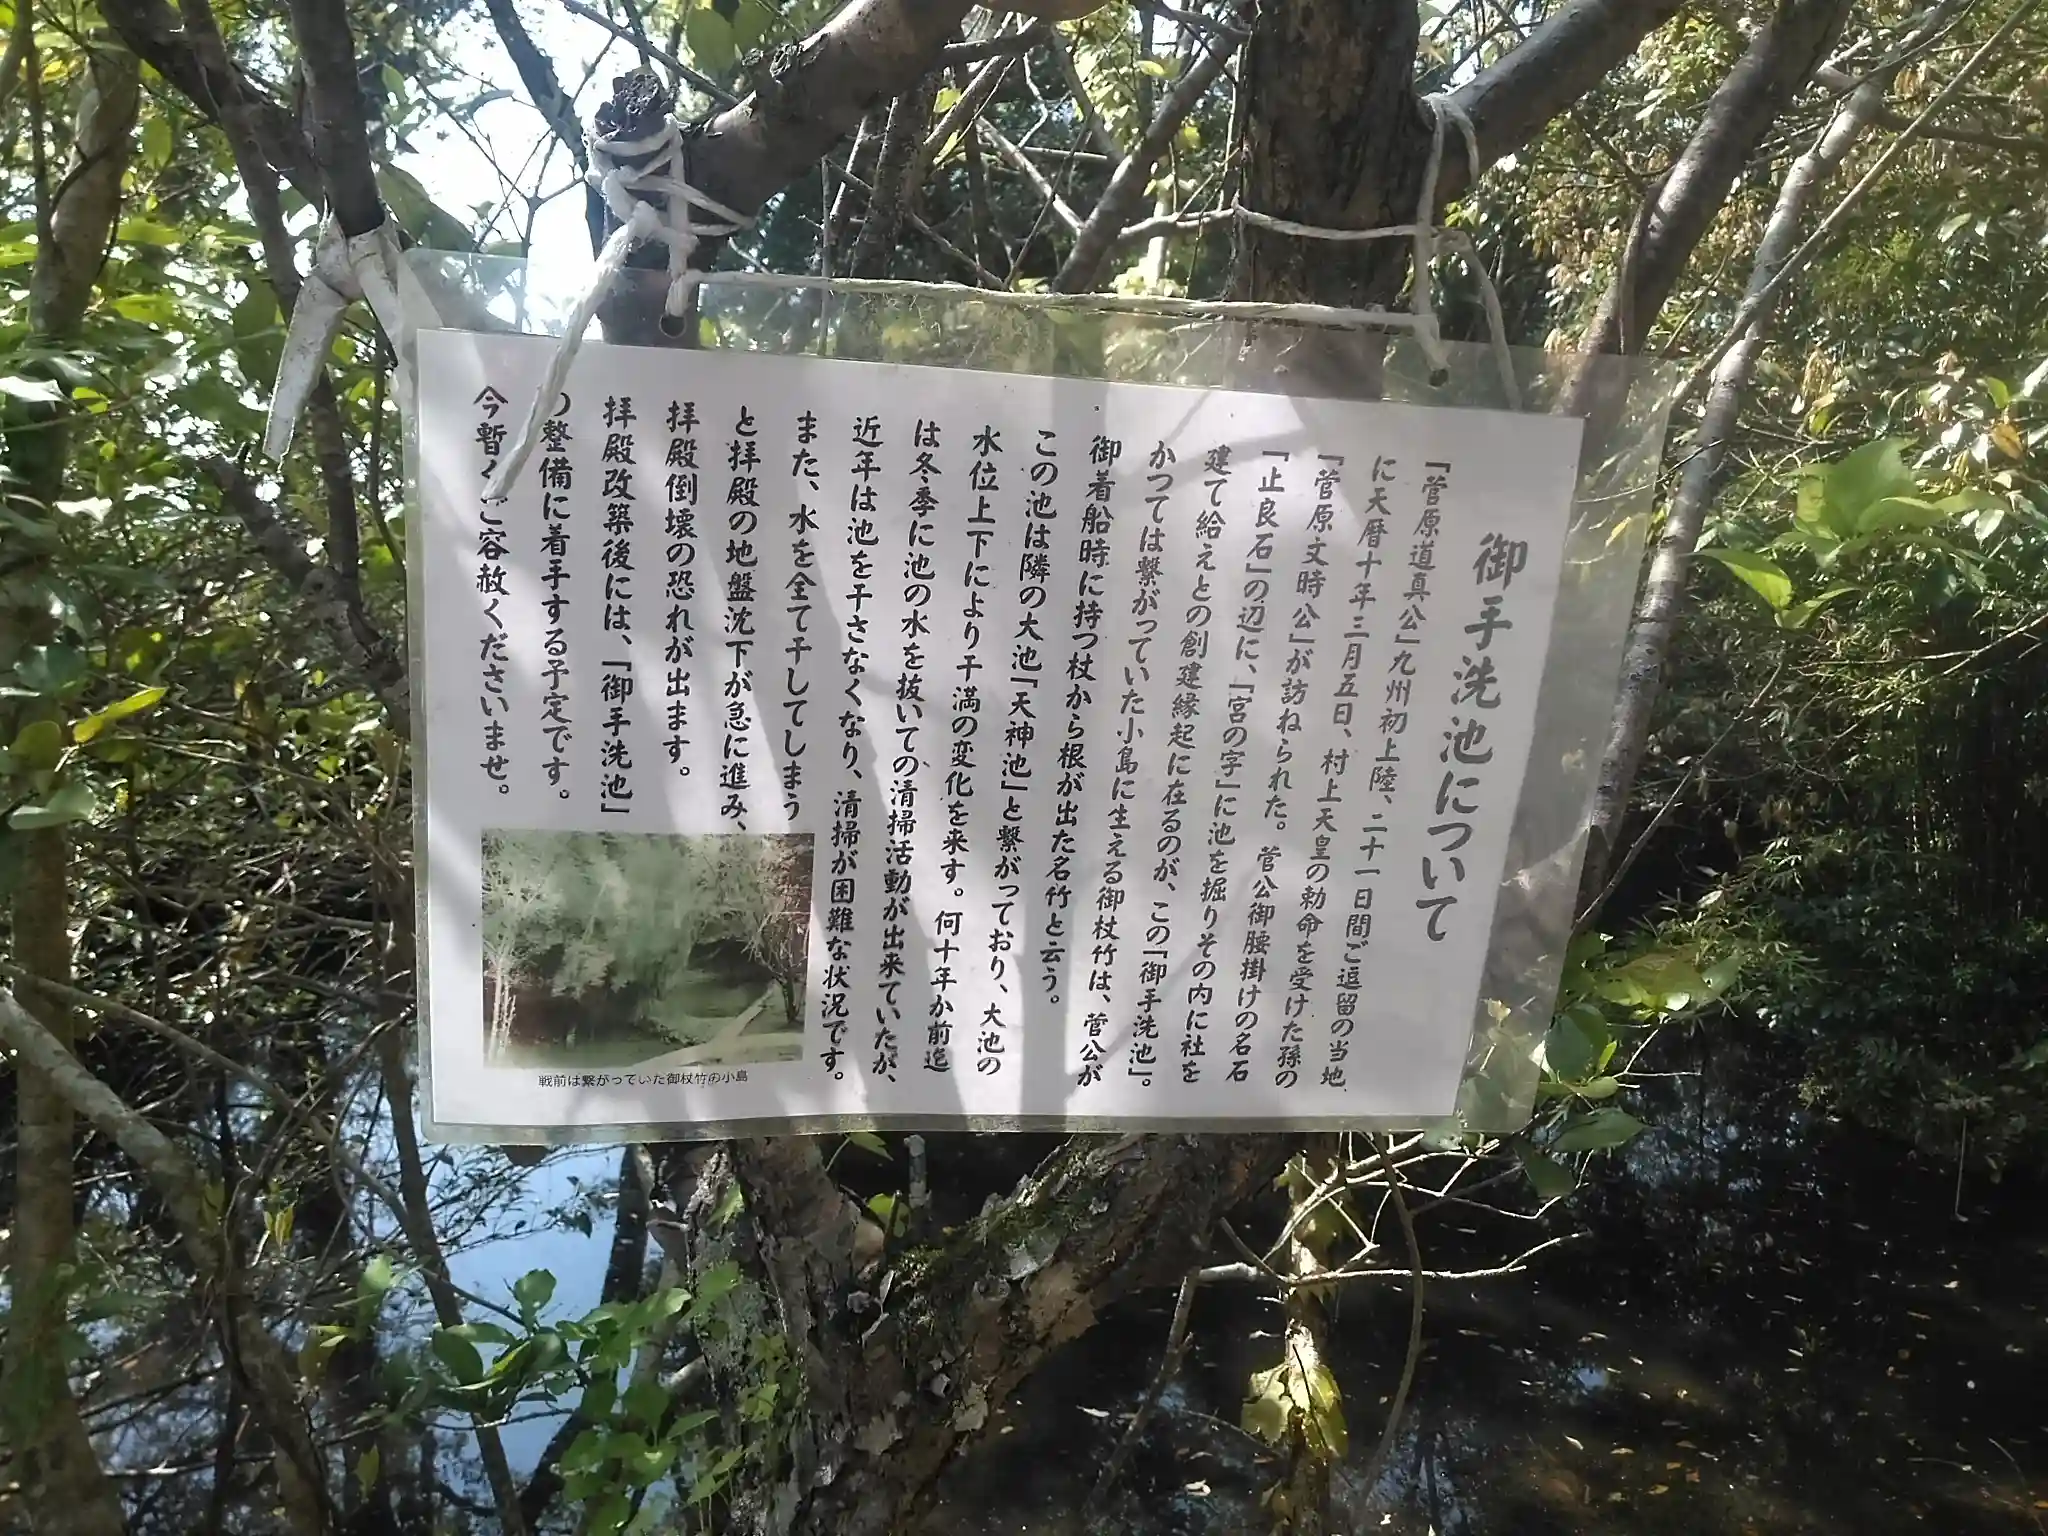 御手洗池について
「菅原道真公」九州初上陸、二十一日間ご逗留の当地
に天暦十年三月五日、村上天皇の勅命を受けた孫の
「菅原文時公」が訪ねられた。菅公御腰掛けの名石
「止良石」の辺に、「宮の字」に池を掘りその内に社を
建て給えとの創建縁起に在るのが、この「御手洗池」。
かつては繋がっていた小島に生える御杖竹は、菅公が
御着船時に持つ杖から根が出た名竹と云う。
この池は隣の大池「天神池」と繋がっており、大池の
水位上下により干満の変化を来す。何十年か前迄
は冬季に池の水を抜いての清掃活動が出来ていたが、
近年は池を干さなくなり、清掃が困難な状況です。
また、水を全て干してしまう
と拝殿の地盤沈下が急に進み、
拝殿倒壊の恐れが出ます。
拝殿改築後には、「御手洗池」
の整備に着手する予定です。
今暫くご容赦くださいませ。
戦前は繋がっていた御杖竹の小島